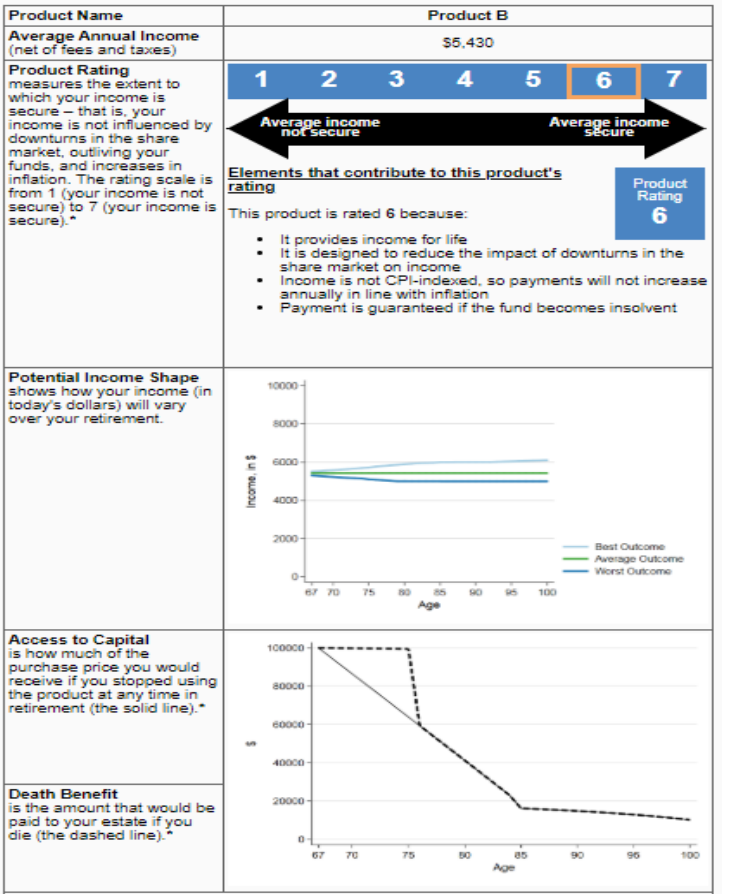 Product Name
Product B
Average Annual Income
(net of fees and taxes)
$5,430
Product Rating
measures the extent to
which your income is
secure – that is, your
income is not influenced by
downturns in the share
market, outliving your
funds, and increases in
inflation. The rating scale is
from 1 (your income is not
secure) to 7 (your income is
secure).*
1 2 3 4 5 6 7
Average income
not secure
Average income
secure
Elements that contribute to this product's
rating
Product
Rating
6
This product is rated 6 because:
• It provides income for life
• It is designed to reduce the impact of downturns in the
share market on income
• Income is not CPI-indexed, so payments will not increase
annually in line with inflation
• Payment is guaranteed if the fund becomes insolvent
Potential Income Shape
shows how your income (in
today's dollars) will vary
over your retirement.
Income, in $
10000
8000
6000
4000
2000
0
67 70 75 80 85 90 95 100
Age
Best Outcome
Average Outcome
Worst Outcome
Access to Capital
is how much of the
purchase price you would
receive if you stopped using
the product at any time in
retirement (the solid line).*
Death Benefit
is the amount that would be
paid to your estate if you
die (the dashed line).^
$
100000
80000
60000
40000
20000
0
67 70 75 80 85 90 95 100
Age